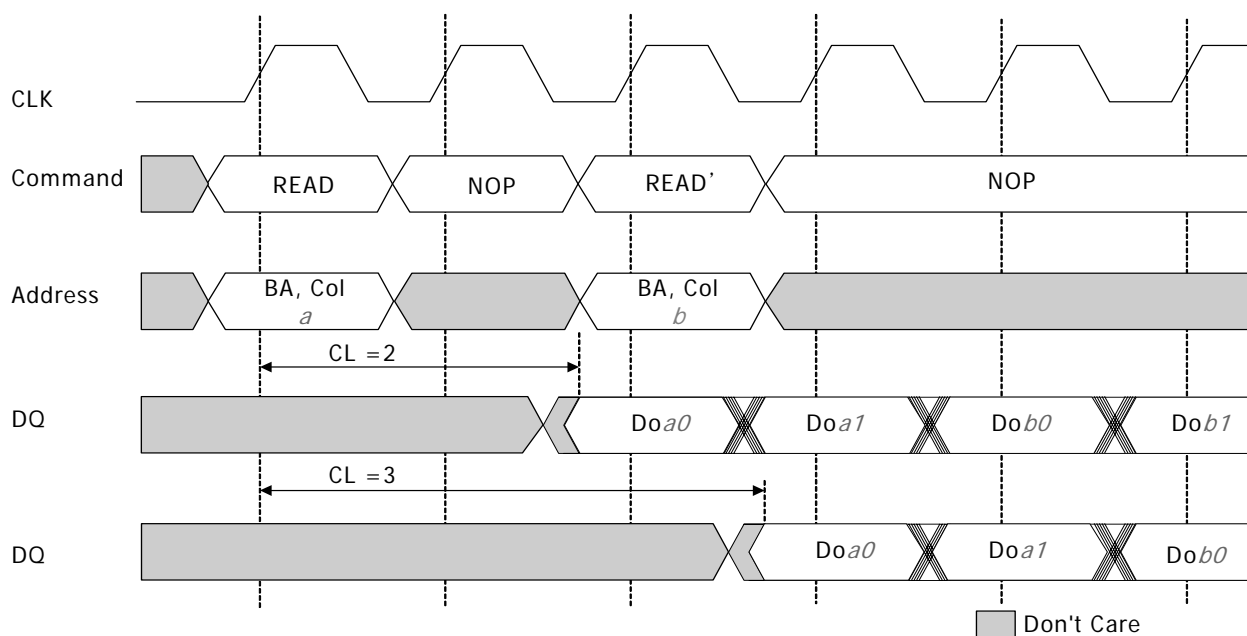 CLK
Command
READ
NOP
READ’
NOP
Address
BA, Col
a
BA, Col
b
CL =2
DQ
Doa0
Doa1
Dob0
Dob1
CL =3
DQ
Doa0
Doa1
Dob0
Don't Care